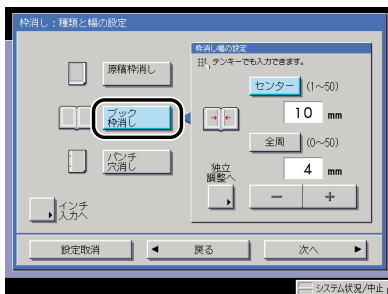 枠消し：種類と幅の設定
原稿枠消し
ブック
枠消し
パンチ
穴消し
インチ
入力へ
枠消し幅の設定
テンキーでも入力できます。
センター (1～50)
10 mm
全周 (0～50)
4 mm
独立
調整へ
－ ＋
設定取消
戻る
次へ
システム状況/中止